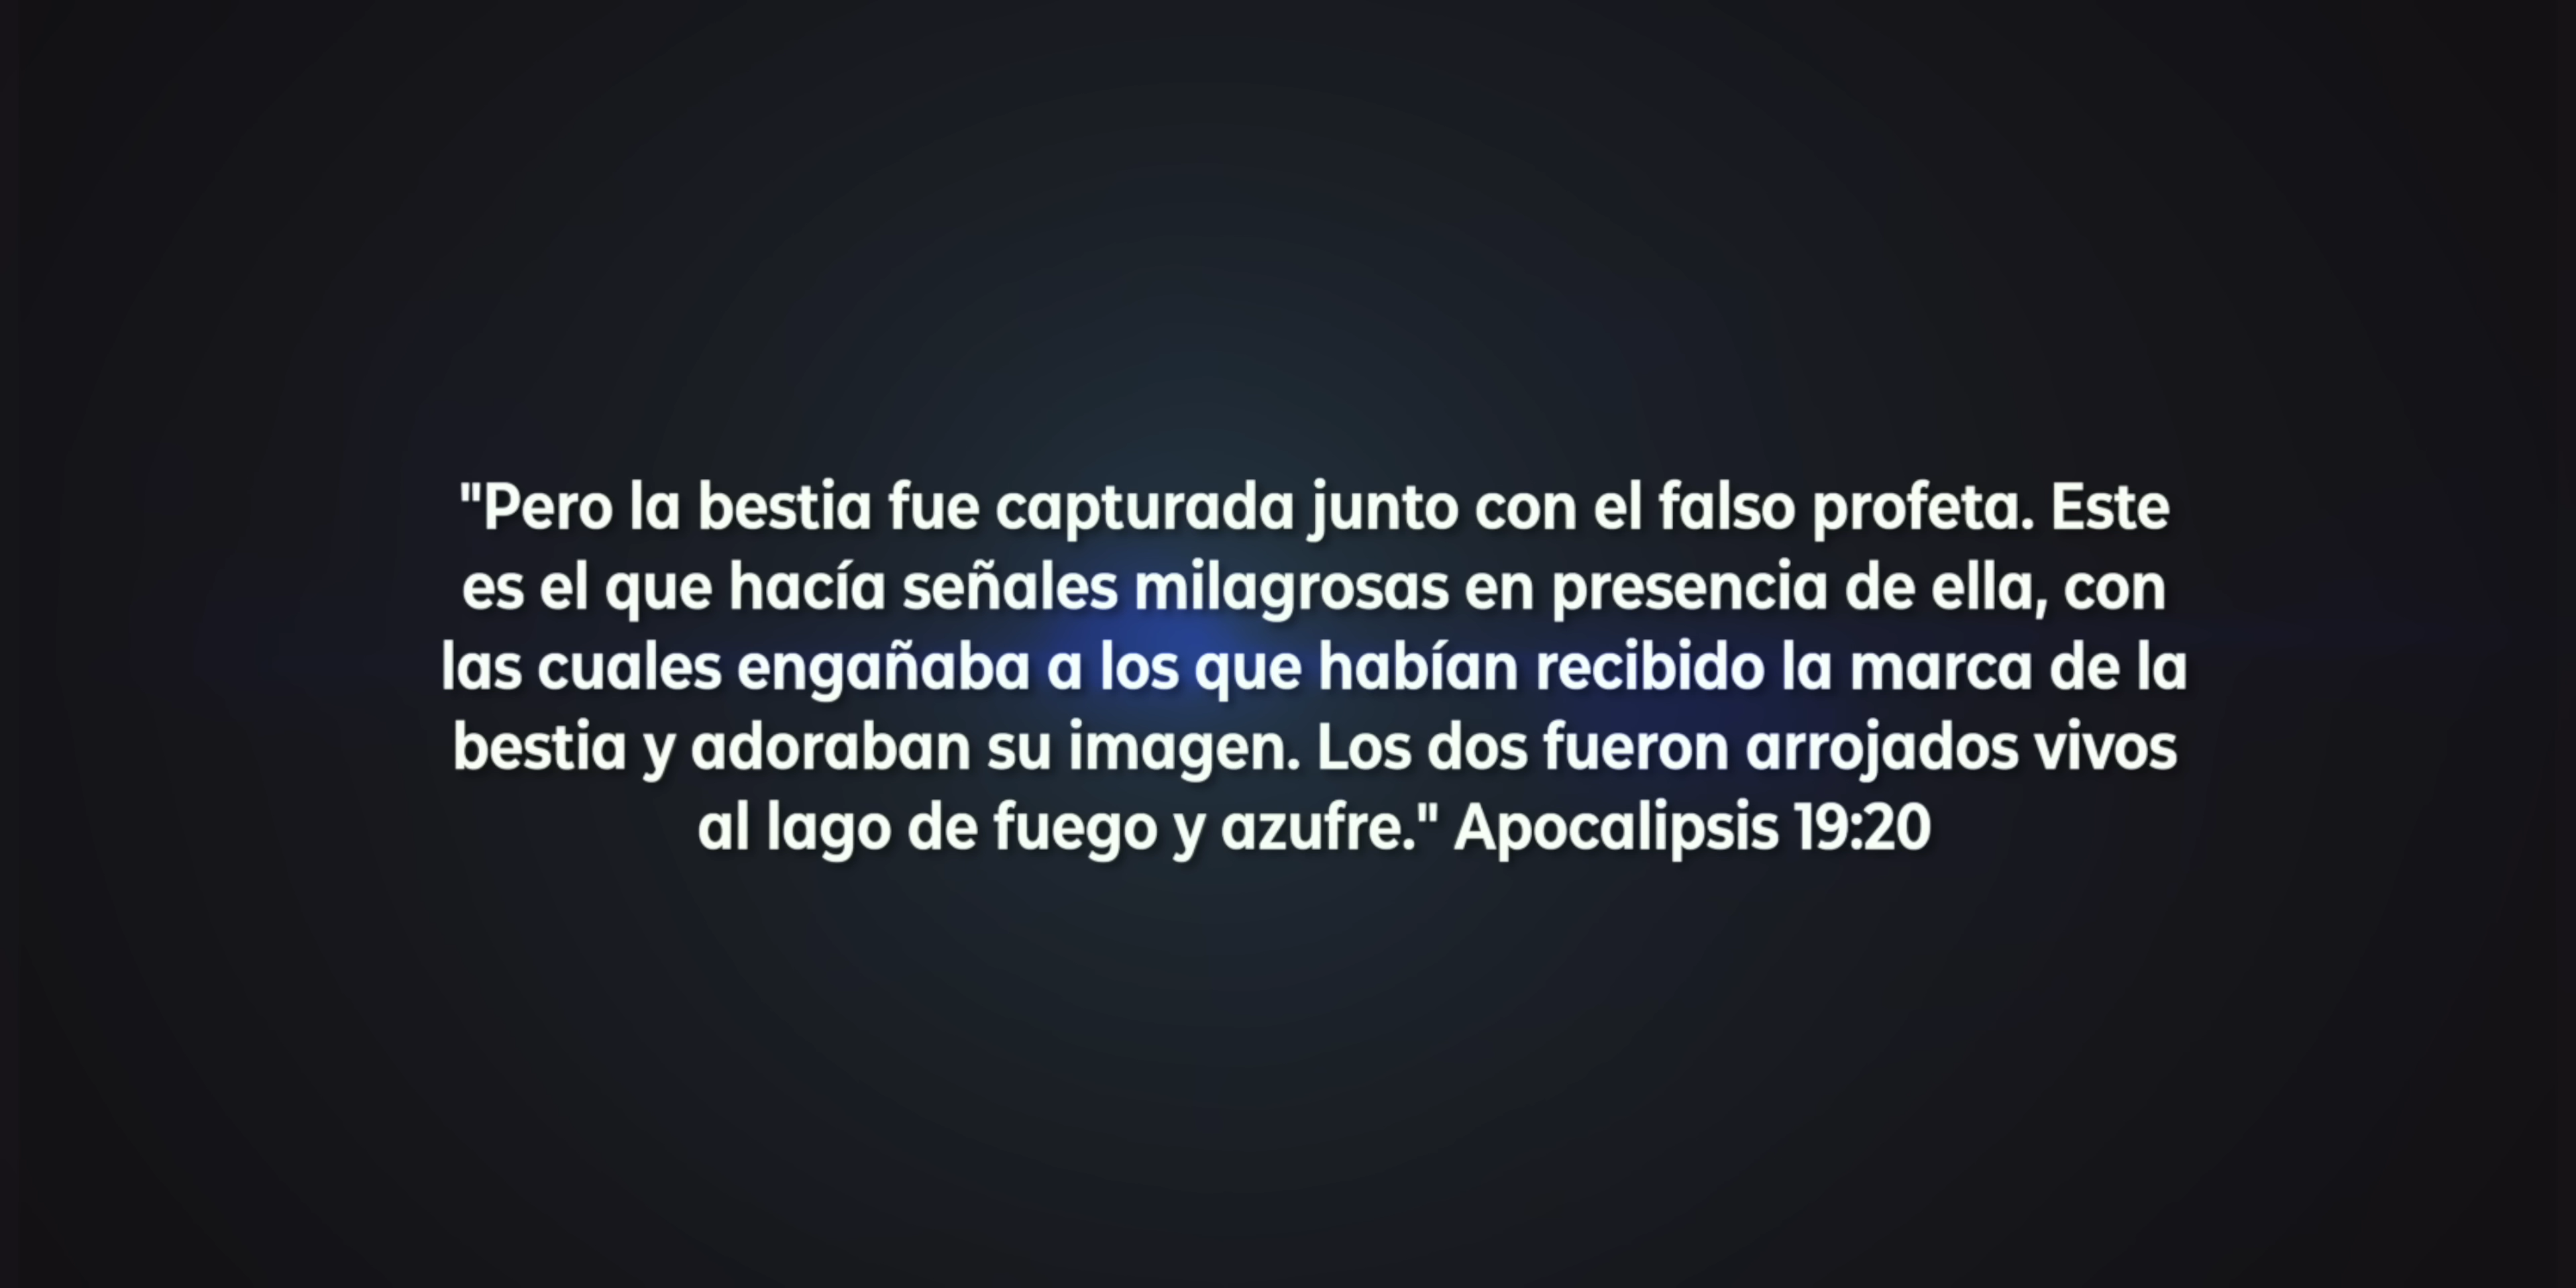 "Pero la bestia fue capturada junto con el falso profeta. Este
es el que hacía señales milagrosas en presencia de ella, con
las cuales engañaba a los que habían recibido la marca de la
bestia y adoraban su imagen. Los dos fueron arrojados vivos
al lago de fuego y azufre." Apocalipsis 19:20